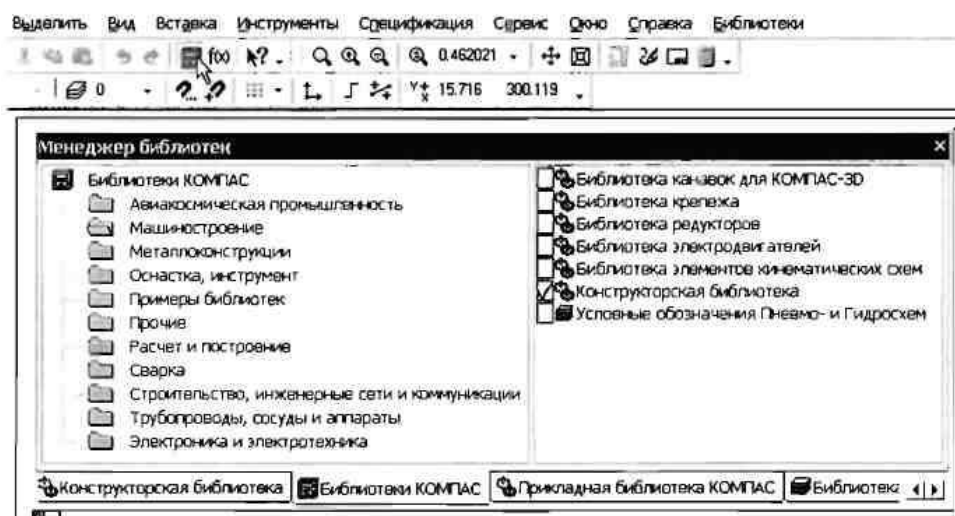 Выделить Вид Вставка Инструменты Спецификация Сервис Окно Справка Библиотеки
f(x) 0.462021
0 15.716 300.119
Менеджер библиотек
Библиотеки КОМПАС
Авиакосмическая промышленность
Машиностроение
Металлоконструкции
Оснастка, инструмент
Примеры библиотек
Прочие
Расчет и построение
Сварка
Строительство, инженерные сети и коммуникации
Трубопроводы, сосуды и аппараты
Электроника и электротехника
Библиотека канавок для КОМПАС-3D
Библиотека крепежа
Библиотека редукторов
Библиотека электродвигателей
Библиотека элементов кинематических схем
Конструкторская библиотека
Условные обозначения Пневмо- и Гидросхем
Конструкторская библиотека Библиотеки КОМПАС Прикладная библиотека КОМПАС Библиотека